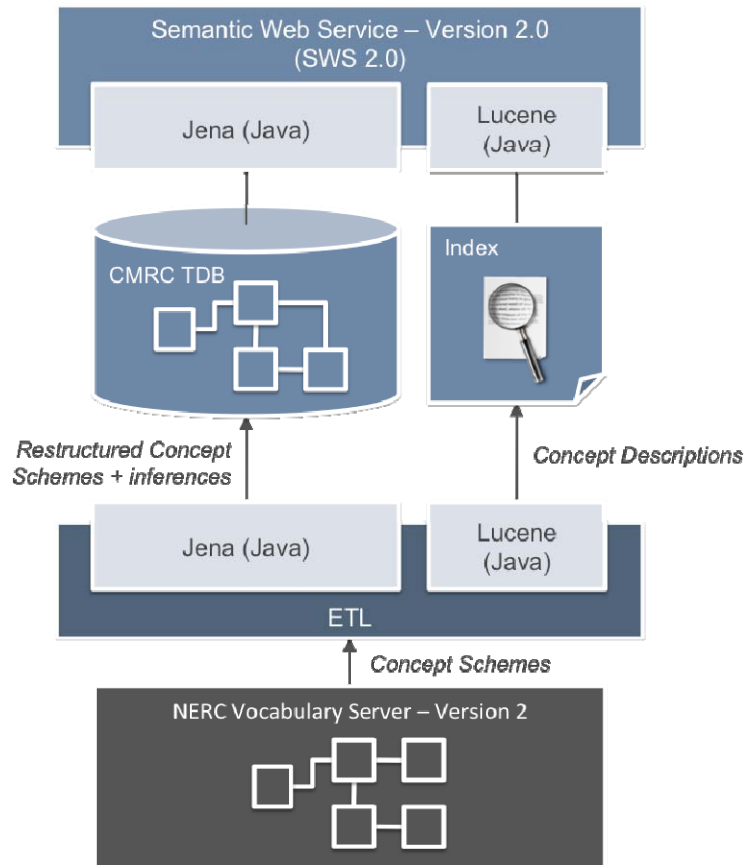 Semantic Web Service – Version 2.0
(SWS 2.0)
Jena (Java)
Lucene
(Java)
CMRC TDB
Index
Restructured Concept
Schemes + inferences
Concept Descriptions
Jena (Java)
Lucene
(Java)
ETL
Concept Schemes
NERC Vocabulary Server – Version 2